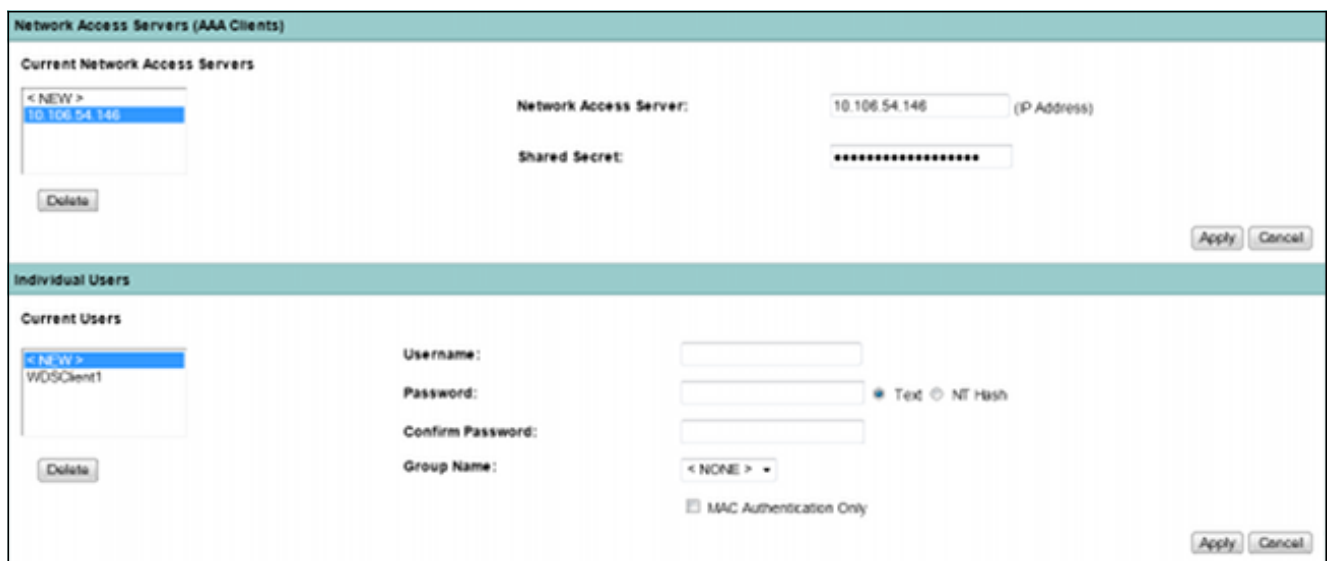 Network Access Servers (AAA Clients)
Current Network Access Servers
< NEW >
10.106.54.146
Delete
Network Access Server: 10.106.54.146 (IP Address)
Shared Secret: ••••••••••••••••••
Apply Cancel
Individual Users
Current Users
< NEW >
WDSClient1
Delete
Username:
Password: Text NT Hash
Confirm Password:
Group Name: < NONE >
MAC Authentication Only
Apply Cancel